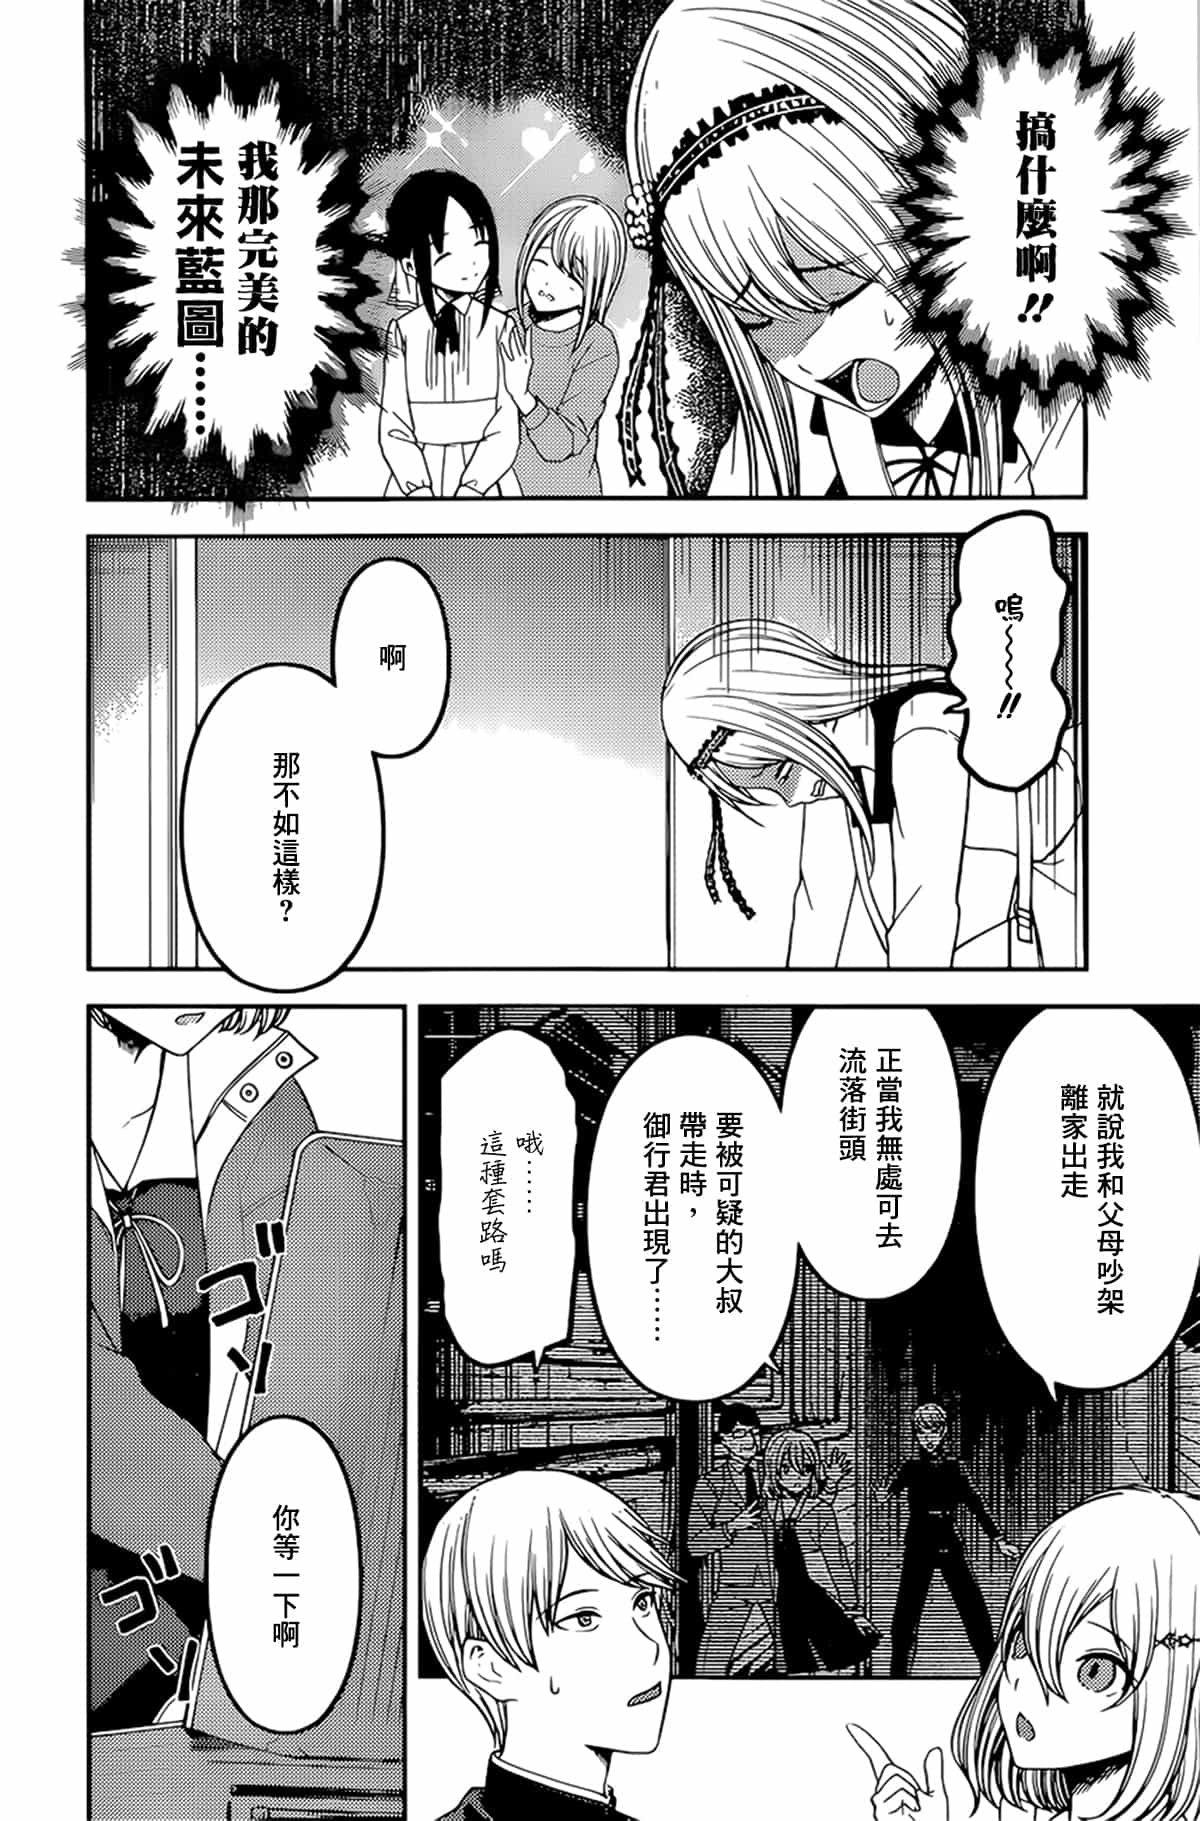 搞什麼啊!!
我那完美的
未來藍圖……
嗚～～～!!
啊
那不如這樣?
就說我和父母吵架
離家出走
正當我無處可去
流落街頭
要被可疑的大叔
帶走時，
御行君出現了……
哦……
這種套路嗎
ゴソ
ゴソ
你等一下啊